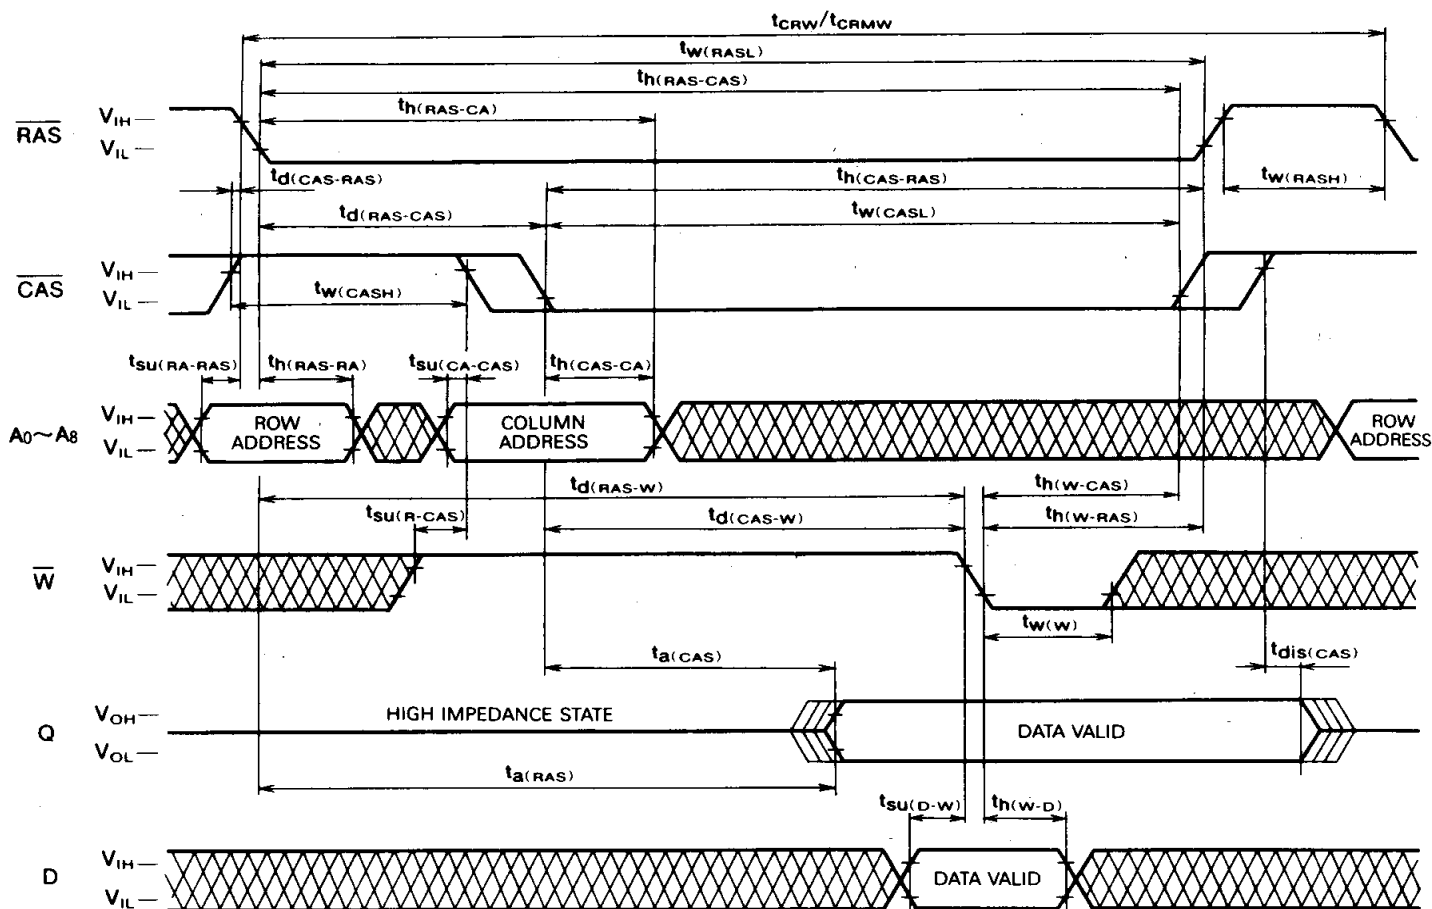 tCRW/tCRMW
tW(RASL)
th(RAS-CAS)
th(RAS-CA)
RAS
VIH
VIL
td(CAS-RAS)
th(CAS-RAS)
tW(RASH)
td(RAS-CAS)
tW(CASL)
CAS
VIH
VIL
tW(CASH)
tsu(RA-RAS)
th(RAS-RA)
tsu(CA-CAS)
th(CAS-CA)
A0~A8
VIH
VIL
ROW
ADDRESS
COLUMN
ADDRESS
ROW
ADDRESS
td(RAS-W)
th(W-CAS)
tsu(R-CAS)
td(CAS-W)
th(W-RAS)
W
VIH
VIL
tW(W)
ta(CAS)
tdis(CAS)
Q
VOH
VOL
HIGH IMPEDANCE STATE
DATA VALID
ta(RAS)
tsu(D-W)
th(W-D)
D
VIH
VIL
DATA VALID